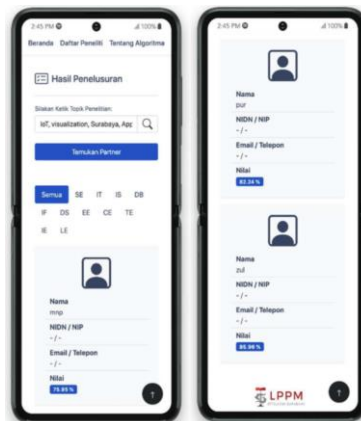 2:45 PM
100%
Beranda Daftar Peneliti Tentang Algoritma
Hasil Penelusuran
Silakan Ketik Topik Penelitian:
IoT, visualization, Surabaya, App
Temukan Partner
Semua SE IT IS DB
IF DS EE CE TE
IE LE
Nama
mnp
NIDN / NIP
- / -
Email / Telepon
- / -
Nilai
2:45 PM
100%
Nama
pur
NIDN / NIP
- / -
Email / Telepon
- / -
Nilai
82.24 %
Nama
zul
NIDN / NIP
- / -
Email / Telepon
- / -
Nilai
LPPM